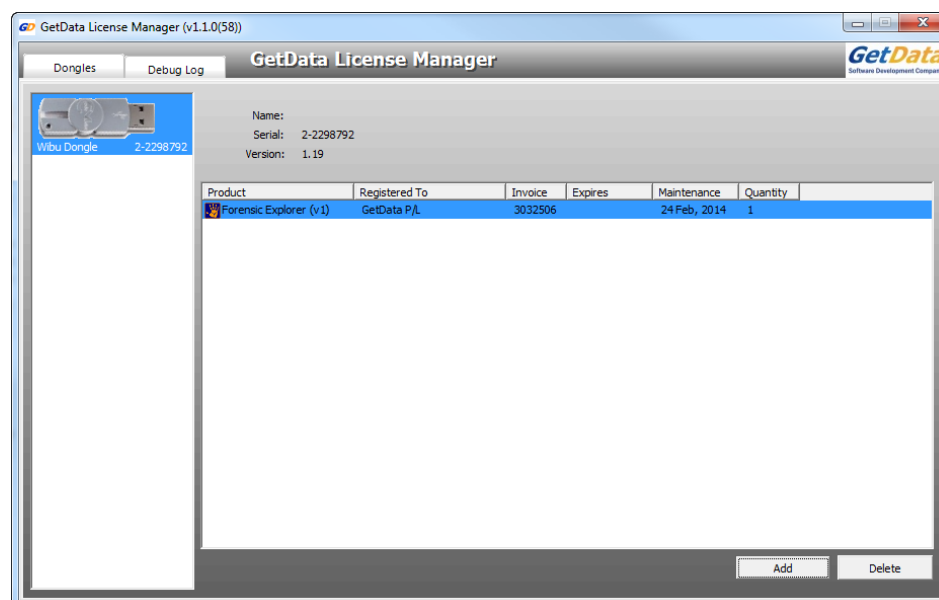 GD GetData License Manager (v1.1.0(58))
Dongles
Debug Log
GetData License Manager
GetData
Software Development Compan
Wibu Dongle 2-2298792
Name:
Serial: 2-2298792
Version: 1.19
Product Registered To Invoice Expires Maintenance Quantity
Forensic Explorer (v1) GetData P/L 3032506 24 Feb, 2014 1
Add Delete